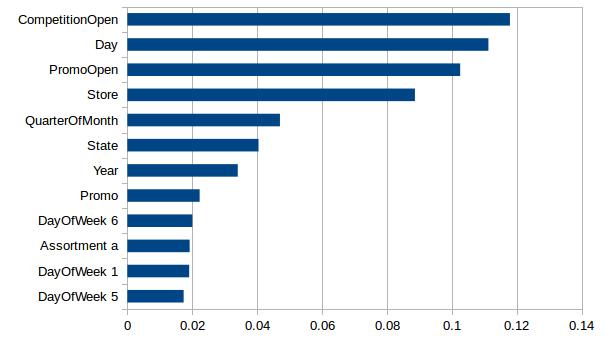 CompetitionOpen
Day
PromoOpen
Store
QuarterOfMonth
State
Year
Promo
DayOfWeek 6
Assortment a
DayOfWeek 1
DayOfWeek 5
0 0.02 0.04 0.06 0.08 0.1 0.12 0.14